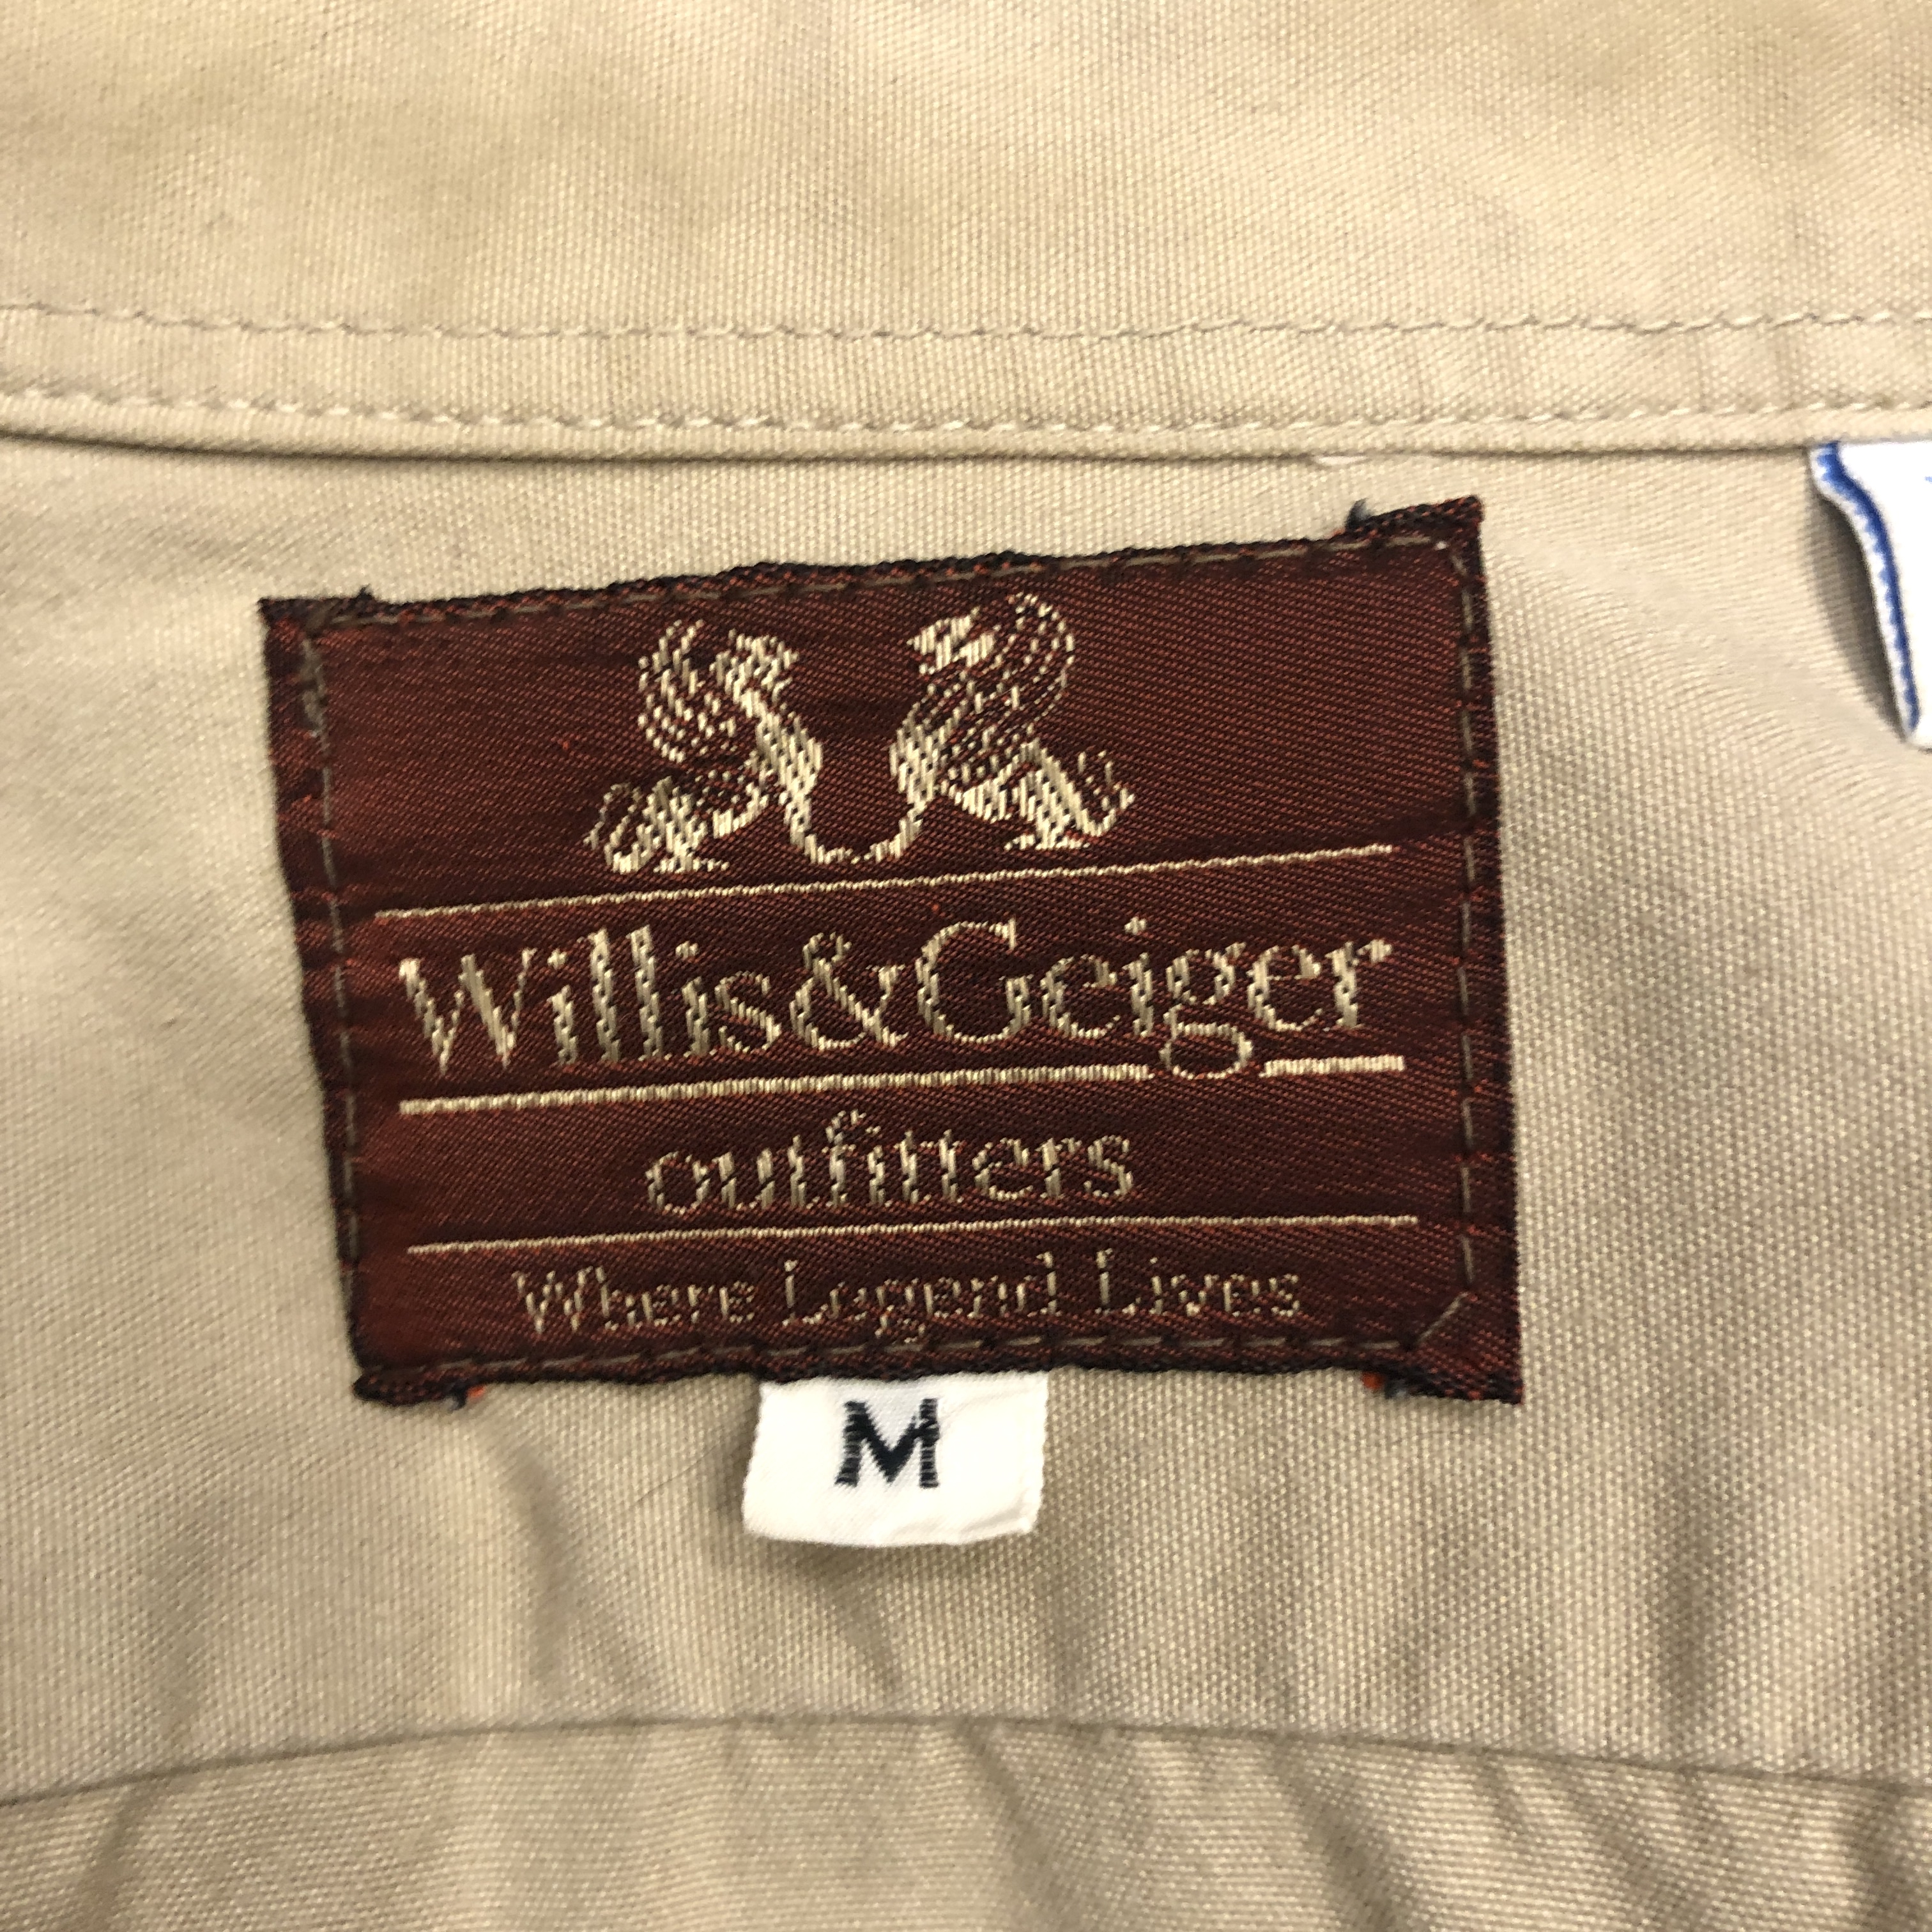 Willis&Geiger
outfitters
Where Legend Lives
M